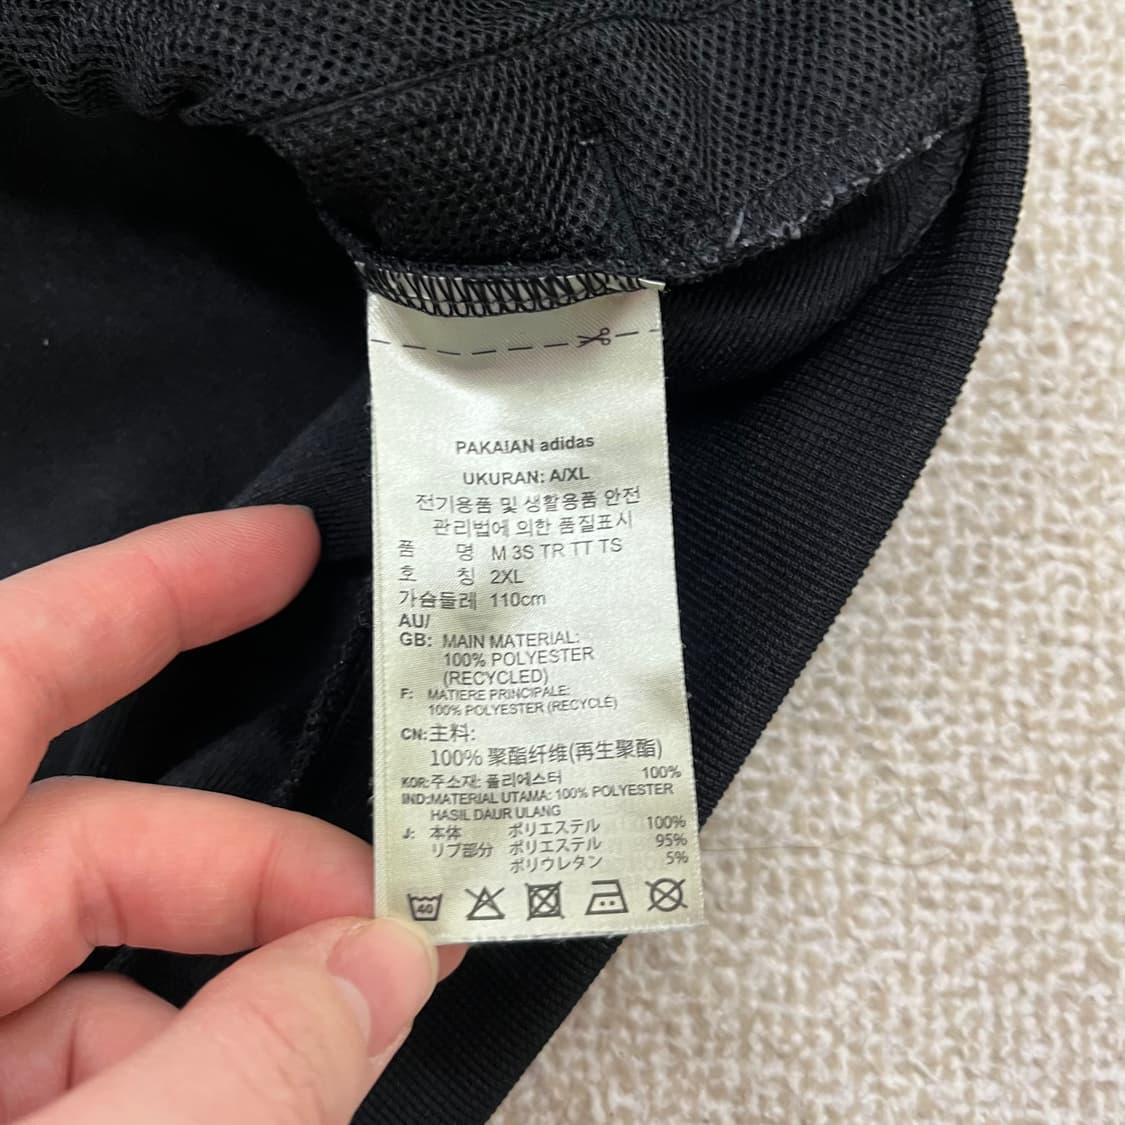 PAKAIAN adidas
UKURAN: A/XL
전기용품 및 생활용품 안전
관리법에 의한 품질표시
품 명 M 3S TR TT TS
호 칭 2XL
가슴둘레 110cm
AU/
GB: MAIN MATERIAL:
100% POLYESTER
(RECYCLED)
F: MATIERE PRINCIPALE:
100% POLYESTER (RECYCLÉ)
CN:主料:
100% 聚酯纤维(再生聚酯)
KOR:주소재: 폴리에스터 100%
IND:MATERIAL UTAMA: 100% POLYESTER
HASIL DAUR ULANG
J: 本体 ポリエステル 100%
リブ部分 ポリエステル 95%
ポリウレタン 5%
40